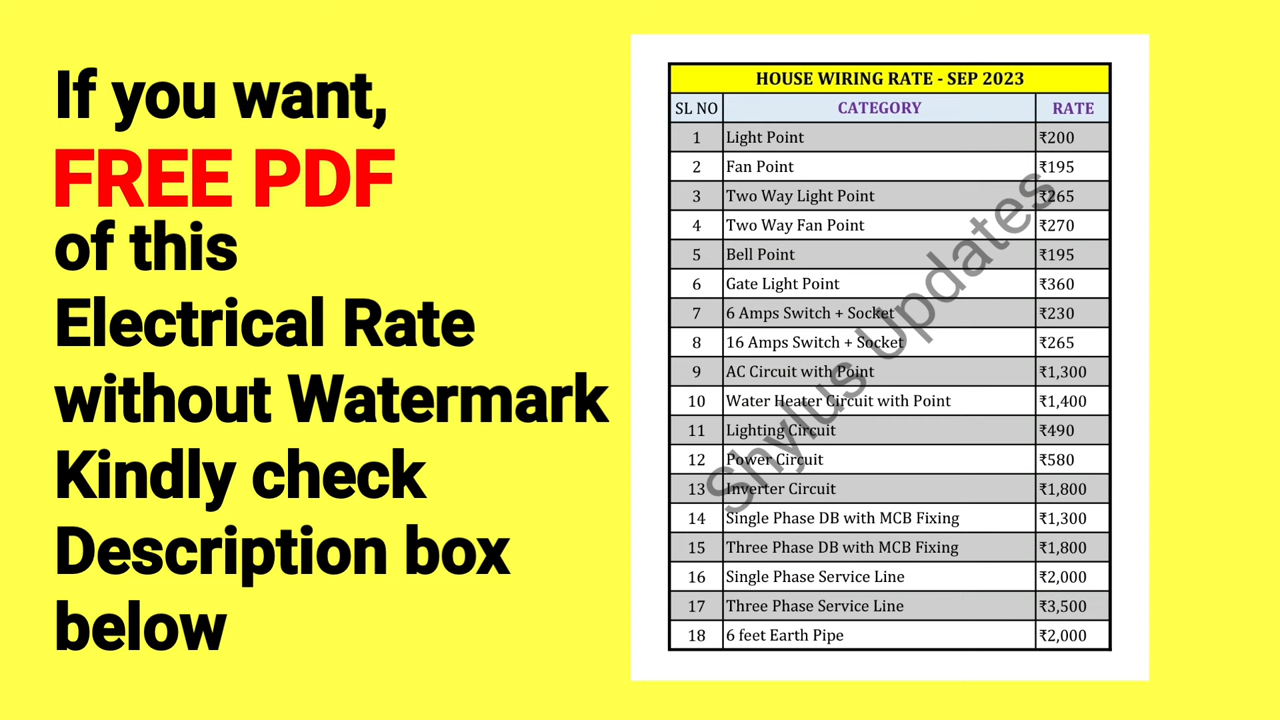 If you want,
FREE PDF
of this
Electrical Rate
without Watermark
Kindly check
Description box
below
HOUSE WIRING RATE - SEP 2023
SL NO CATEGORY RATE
1 Light Point ₹200
2 Fan Point ₹195
3 Two Way Light Point ₹265
4 Two Way Fan Point ₹270
5 Bell Point ₹195
6 Gate Light Point ₹360
7 6 Amps Switch + Socket ₹230
8 16 Amps Switch + Socket ₹265
9 AC Circuit with Point ₹1,300
10 Water Heater Circuit with Point ₹1,400
11 Lighting Circuit ₹490
12 Power Circuit ₹580
13 Inverter Circuit ₹1,800
14 Single Phase DB with MCB Fixing ₹1,300
15 Three Phase DB with MCB Fixing ₹1,800
16 Single Phase Service Line ₹2,000
17 Three Phase Service Line ₹3,500
18 6 feet Earth Pipe ₹2,000
Shylus Updates